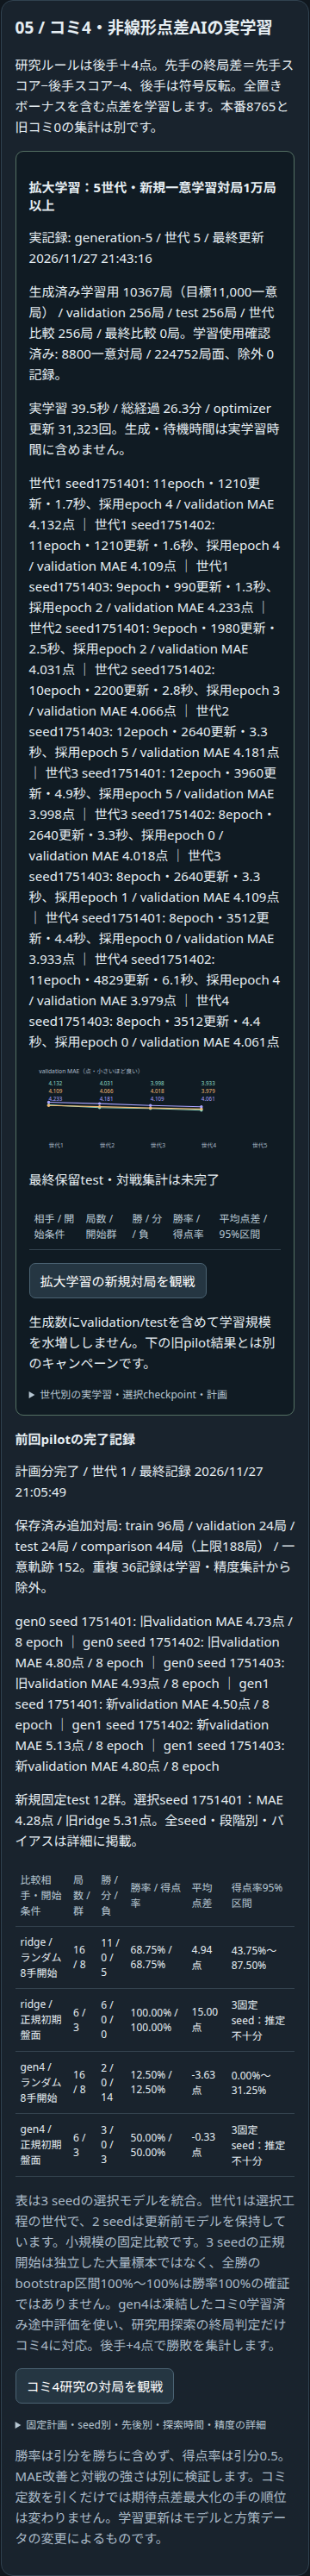 05 / コミ4・非線形点差AIの実学習
研究ルールは後手＋4点。先手の終局差＝先手ス
コア−後手スコア−4、後手は符号反転。全置き
ボーナスを含む点差を学習します。本番8765と
旧コミ0の集計は別です。
拡大学習：5世代・新規一意学習対局1万局
以上
実記録: generation-5 / 世代 5 / 最終更新
2026/11/27 21:43:16
生成済み学習用 10367局（目標11,000一意
局） / validation 256局 / test 256局 / 世代
比較 256局 / 最終比較 0局。学習使用確認
済み: 8800一意対局 / 224752局面、除外 0
記録。
実学習 39.5秒 / 総経過 26.3分 / optimizer
更新 31,323回。生成・待機時間は実学習時
間に含めません。
世代1 seed1751401: 11epoch・1210更
新・1.7秒、採用epoch 4 / validation MAE
4.132点 ｜ 世代1 seed1751402:
11epoch・1210更新・1.6秒、採用epoch 4
/ validation MAE 4.109点 ｜ 世代1
seed1751403: 9epoch・990更新・1.3秒、
採用epoch 2 / validation MAE 4.233点 ｜
世代2 seed1751401: 9epoch・1980更新・
2.5秒、採用epoch 2 / validation MAE
4.031点 ｜ 世代2 seed1751402:
10epoch・2200更新・2.8秒、採用epoch 3
/ validation MAE 4.066点 ｜ 世代2
seed1751403: 12epoch・2640更新・3.3
秒、採用epoch 5 / validation MAE 4.181点
｜ 世代3 seed1751401: 12epoch・3960更
新・4.9秒、採用epoch 5 / validation MAE
3.998点 ｜ 世代3 seed1751402: 8epoch・
2640更新・3.3秒、採用epoch 0 /
validation MAE 4.018点 ｜ 世代3
seed1751403: 8epoch・2640更新・3.3
秒、採用epoch 1 / validation MAE 4.109点
｜ 世代4 seed1751401: 8epoch・3512更
新・4.4秒、採用epoch 0 / validation MAE
3.933点 ｜ 世代4 seed1751402:
11epoch・4829更新・6.1秒、採用epoch 4
/ validation MAE 3.979点 ｜ 世代4
seed1751403: 8epoch・3512更新・4.4
秒、採用epoch 0 / validation MAE 4.061点
validation MAE（点・小さいほど良い）
4.132 4.031 3.998 3.933
4.109 4.066 4.018 3.979
4.233 4.181 4.109 4.061
世代1 世代2 世代3 世代4 世代5
最終保留test・対戦集計は未完了
相手 / 開 局数 / 勝 / 分 勝率 / 平均点差 /
始条件 開始群 / 負 得点率 95%区間
拡大学習の新規対局を観戦
生成数にvalidation/testを含めて学習規模
を水増ししません。下の旧pilot結果とは別
のキャンペーンです。
▶ 世代別の実学習・選択checkpoint・計画
前回pilotの完了記録
計画分完了 / 世代 1 / 最終記録 2026/11/27
21:05:49
保存済み追加対局: train 96局 / validation 24局 /
test 24局 / comparison 44局（上限188局） / 一
意軌跡 152。重複 36記録は学習・精度集計から
除外。
gen0 seed 1751401: 旧validation MAE 4.73点 /
8 epoch ｜ gen0 seed 1751402: 旧validation
MAE 4.80点 / 8 epoch ｜ gen0 seed 1751403:
旧validation MAE 4.93点 / 8 epoch ｜ gen1
seed 1751401: 新validation MAE 4.50点 / 8
epoch ｜ gen1 seed 1751402: 新validation
MAE 5.13点 / 8 epoch ｜ gen1 seed 1751403:
新validation MAE 4.80点 / 8 epoch
新規固定test 12群。選択seed 1751401：MAE
4.28点 / 旧ridge 5.31点。全seed・段階別・バ
イアスは詳細に掲載。
比較相 局 勝 / 勝率 / 得点 平均 得点率95%
手・開始 数 / 分 / 率 点差 区間
条件 群 負
ridge / 16 11 / 68.75% / 4.94 43.75%〜
ランダム / 8 0 / 68.75% 点 87.50%
8手開始 5
ridge / 6 / 6 / 100.00% / 15.00 3固定
正規初期 3 0 / 100.00% 点 seed：推定
盤面 0 不十分
gen4 / 16 2 / 12.50% / -3.63 0.00%〜
ランダム / 8 0 / 12.50% 点 31.25%
8手開始 14
gen4 / 6 / 3 / 50.00% / -0.33 3固定
正規初期 3 0 / 50.00% 点 seed：推定
盤面 3 不十分
表は3 seedの選択モデルを統合。世代1は選択工
程の世代で、2 seedは更新前モデルを保持して
います。小規模の固定比較です。3 seedの正規
開始は独立した大量標本ではなく、全勝の
bootstrap区間100%〜100%は勝率100%の確証
ではありません。gen4は凍結したコミ0学習済
み途中評価を使い、研究用探索の終局判定だけ
コミ4に対応。後手+4点で勝敗を集計します。
コミ4研究の対局を観戦
▶ 固定計画・seed別・先後別・探索時間・精度の詳細
勝率は引分を勝ちに含めず、得点率は引分0.5。
MAE改善と対戦の強さは別に検証します。コミ
定数を引くだけでは期待点差最大化の手の順位
は変わりません。学習更新はモデルと方策デー
タの変更によるものです。